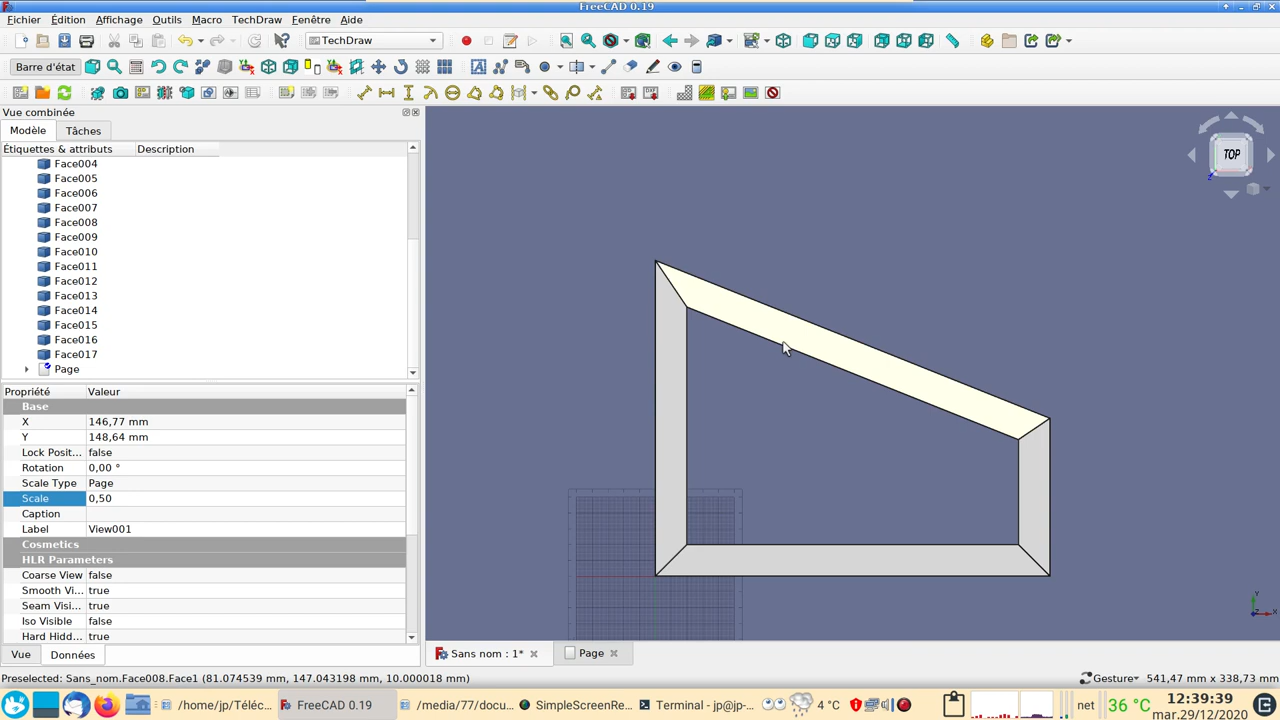 FreeCAD 0.19
Fichier Édition Affichage Outils Macro TechDraw Fenêtre Aide
TechDraw
Barre d'état
Vue combinée
Modèle Tâches
Étiquettes & attributs Description
Face004
Face005
Face006
Face007
Face008
Face009
Face010
Face011
Face012
Face013
Face014
Face015
Face016
Face017
Page
Propriété Valeur
Base
X 146,77 mm
Y 148,64 mm
Lock Posit... false
Rotation 0,00 °
Scale Type Page
Scale 0,50
Caption
Label View001
Cosmetics
HLR Parameters
Coarse View false
Smooth Vi... true
Seam Visi... true
Iso Visible false
Hard Hidd... true
Vue Données
TOP
Y
X
Z
Sans nom : 1* Page
Preselected: Sans_nom.Face008.Face1 (81.074539 mm, 147.043198 mm, 10.000018 mm)
Gesture 541,47 mm x 338,73 mm
/home/jp/Téléc... FreeCAD 0.19 /media/77/docu... SimpleScreenRe... Terminal - jp@jp-... 4 °C net 36 °C 12:39:39
mar.29/12/2020